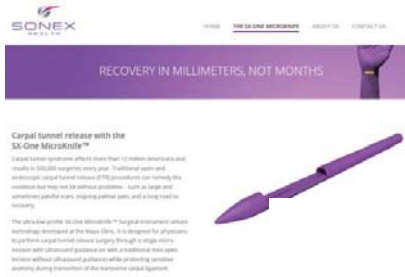 SONEX
HEALTH
HOME THE SX-ONE MICROKNIFE ABOUT US CONTACT US
RECOVERY IN MILLIMETERS, NOT MONTHS
Carpal tunnel release with the
SX-One MicroKnife™
Carpal tunnel syndrome affects more than 12 million Americans and
results in 500,000 surgeries every year. Traditional open and
endoscopic carpal tunnel release (CTR) procedures can remedy the
condition but may not be without problems - such as large and
sometimes painful scars, ongoing palmar pain, and a long road to
recovery.
The ultra-low profile SX-One MicroKnife™ Surgical instrument utilizes
technology developed at the Mayo Clinic. It is designed for physicians
to perform carpal tunnel release surgery through a single micro-
incision with ultrasound guidance (or with a traditional mini-open
incision without ultrasound guidance) while protecting sensitive
anatomy during transection of the transverse carpal ligament.